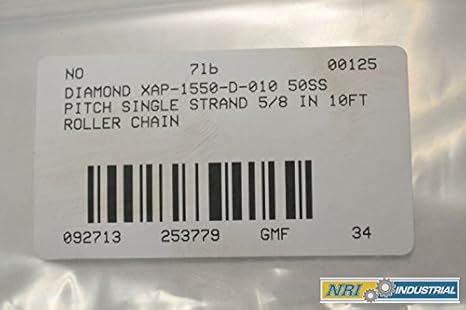 NO 7lb 00125
DIAMOND XAP-1550-D-010 50SS
PITCH SINGLE STRAND 5/8 IN 10FT
ROLLER CHAIN
092713 253779 GMF 34
NRI INDUSTRIAL